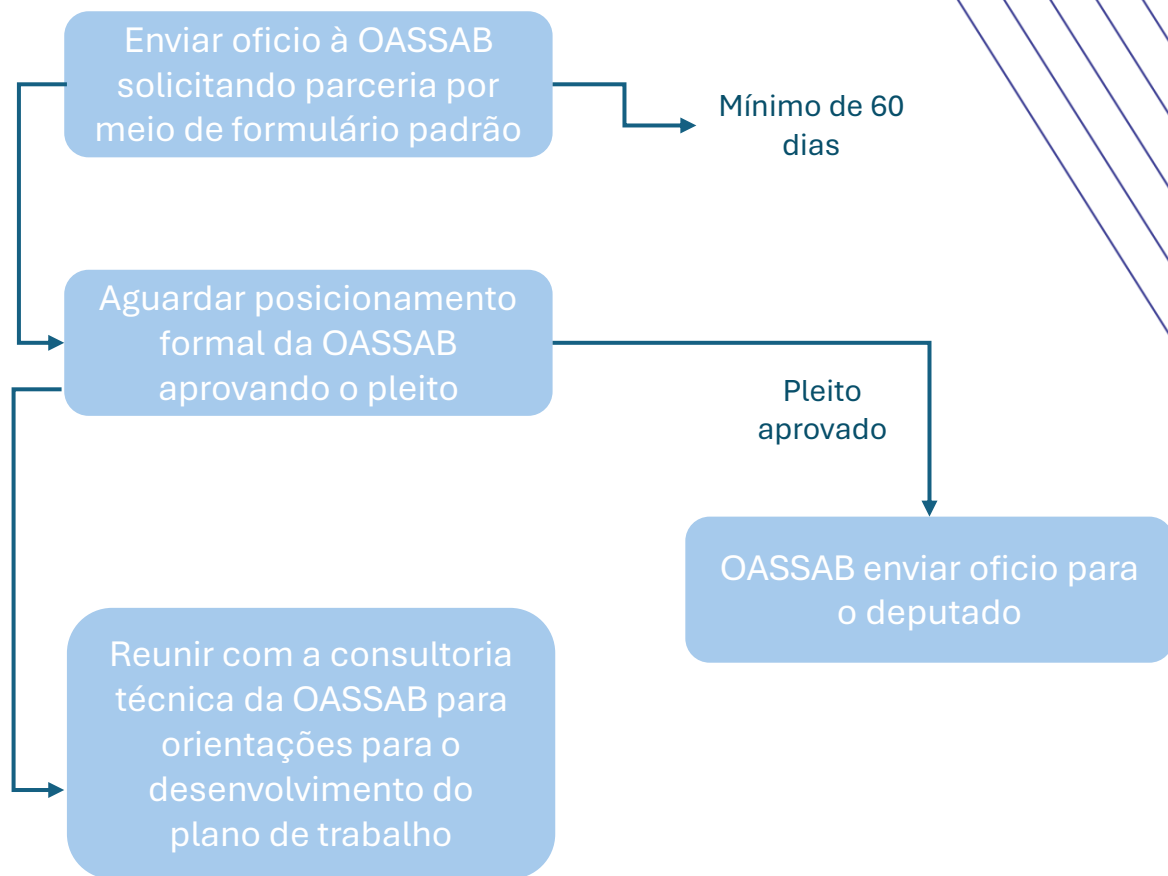 Enviar oficio à OASSAB
solicitando parceria por
meio de formulário padrão
Mínimo de 60
dias
Aguardar posicionamento
formal da OASSAB
aprovando o pleito
Pleito
aprovado
OASSAB enviar oficio para
o deputado
Reunir com a consultoria
técnica da OASSAB para
orientações para o
desenvolvimento do
plano de trabalho